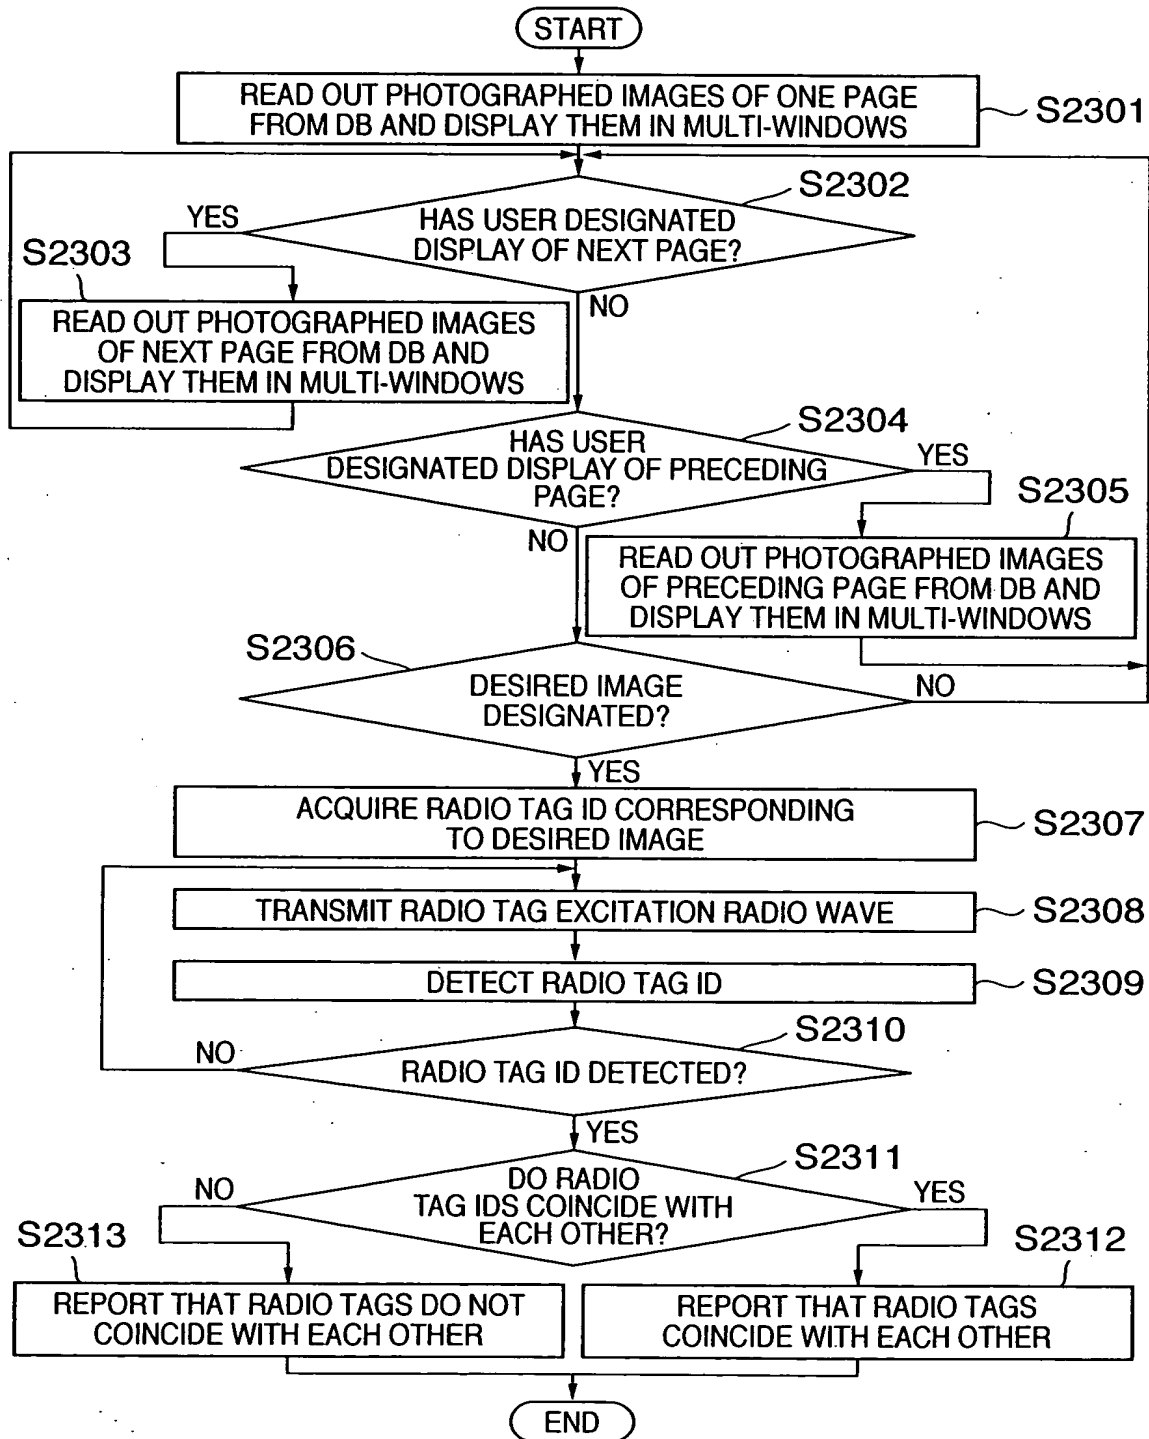 START
READ OUT PHOTOGRAPHED IMAGES OF ONE PAGE
FROM DB AND DISPLAY THEM IN MULTI-WINDOWS
S2301
S2302
YES
HAS USER DESIGNATED
DISPLAY OF NEXT PAGE?
S2303
NO
READ OUT PHOTOGRAPHED IMAGES
OF NEXT PAGE FROM DB AND
DISPLAY THEM IN MULTI-WINDOWS
S2304
HAS USER
DESIGNATED DISPLAY OF PRECEDING
PAGE?
YES
S2305
NO
READ OUT PHOTOGRAPHED IMAGES
OF PRECEDING PAGE FROM DB AND
DISPLAY THEM IN MULTI-WINDOWS
S2306
DESIRED IMAGE
DESIGNATED?
NO
YES
ACQUIRE RADIO TAG ID CORRESPONDING
TO DESIRED IMAGE
S2307
TRANSMIT RADIO TAG EXCITATION RADIO WAVE
S2308
DETECT RADIO TAG ID
S2309
S2310
NO
RADIO TAG ID DETECTED?
YES
S2311
NO
DO RADIO
TAG IDS COINCIDE WITH
EACH OTHER?
YES
S2313
S2312
REPORT THAT RADIO TAGS DO NOT
COINCIDE WITH EACH OTHER
REPORT THAT RADIO TAGS
COINCIDE WITH EACH OTHER
END